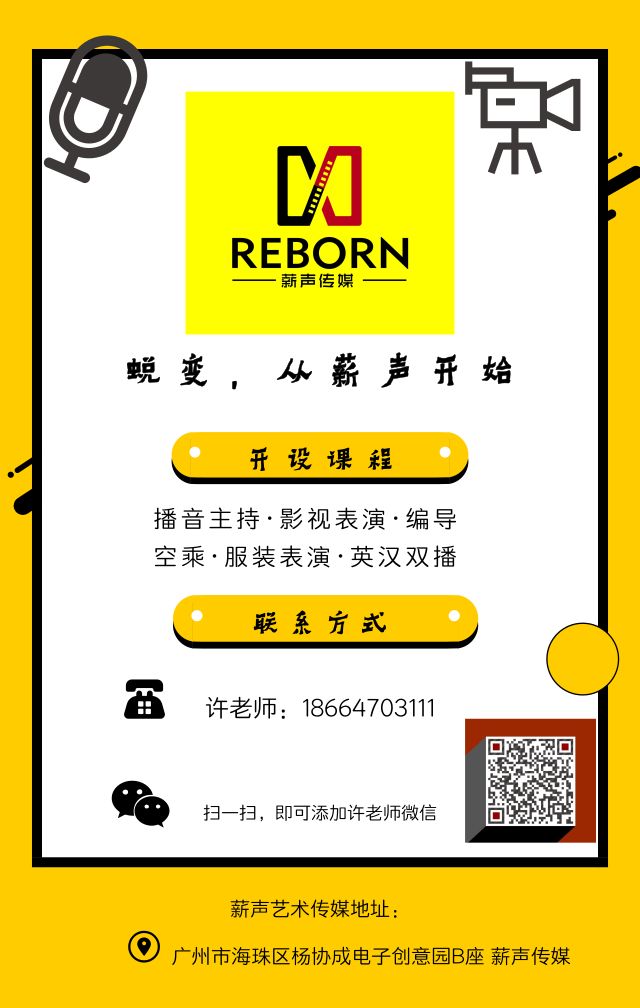 REBORN
薪声传媒
蜕变，从薪声开始
开设课程
播音主持·影视表演·编导
空乘·服装表演·英汉双播
联系方式
许老师：18664703111
扫一扫，即可添加许老师微信
薪声艺术传媒地址：
广州市海珠区杨协成电子创意园B座 薪声传媒